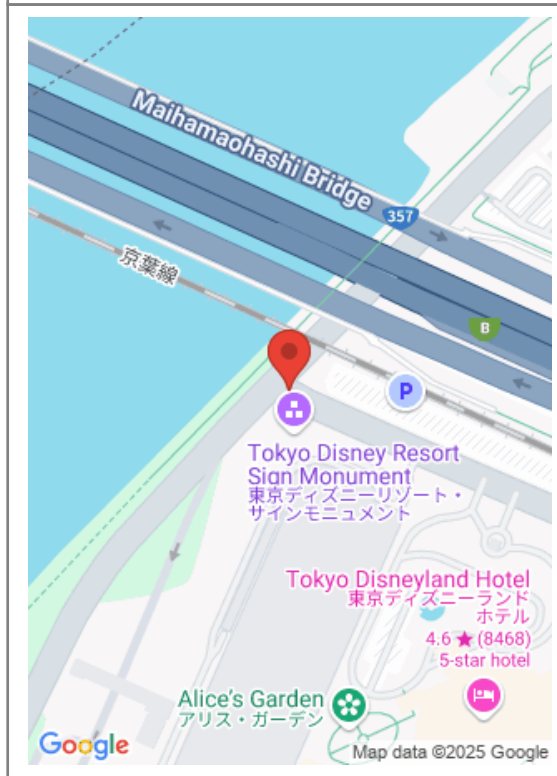 Maihamaohashi Bridge
357
京葉線
B
P
Tokyo Disney Resort
Sign Monument
東京ディズニーリゾート・
サインモニュメント
Tokyo Disneyland Hotel
東京ディズニーランド
ホテル
4.6 ★ (8468)
5-star hotel
Alice's Garden
アリス・ガーデン
Google
Map data ©2025 Google